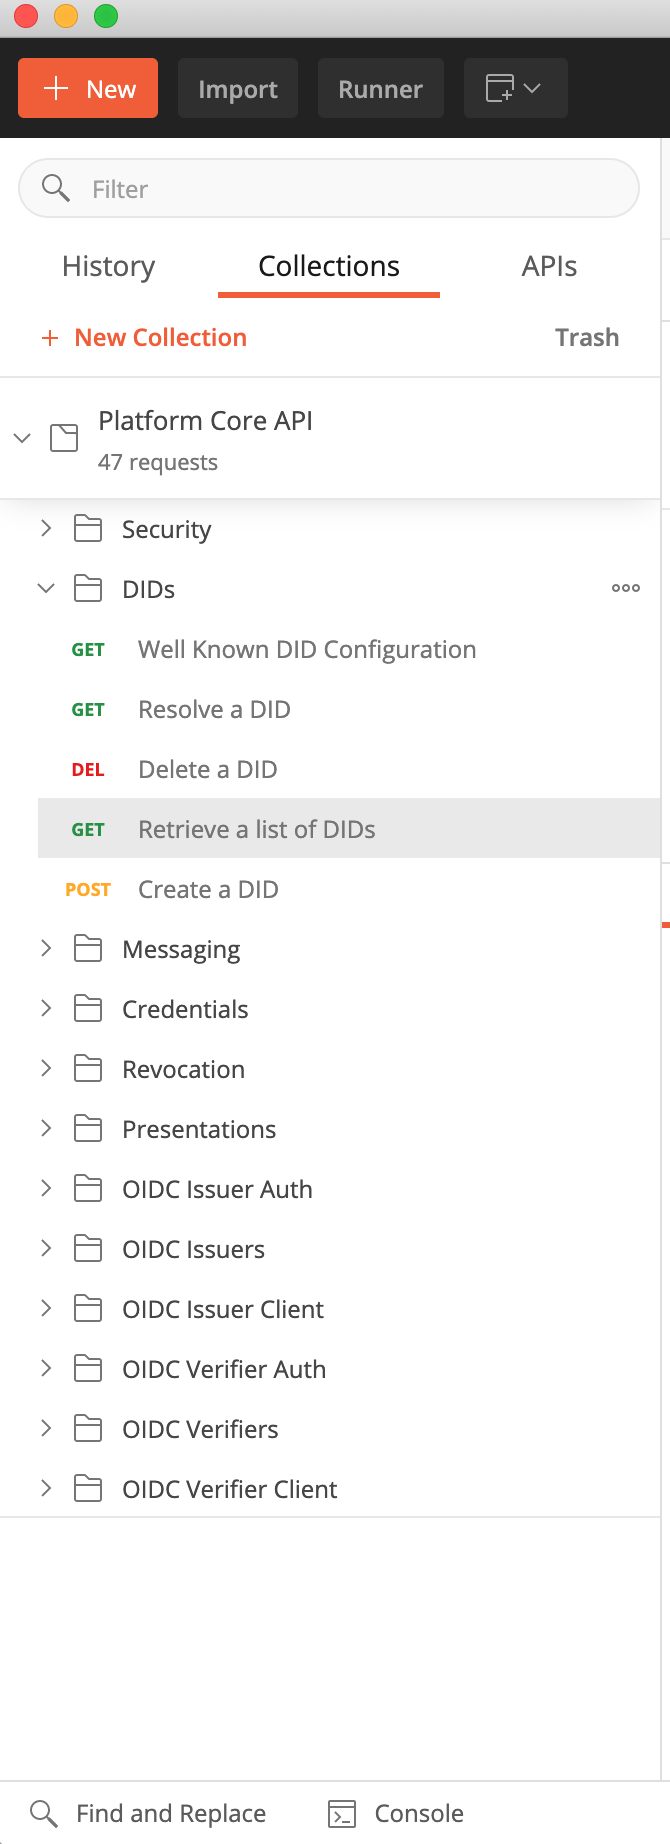 New Import Runner
Filter
History Collections APIs
+ New Collection Trash
Platform Core API
47 requests
Security
DIDs
GET Well Known DID Configuration
GET Resolve a DID
DEL Delete a DID
GET Retrieve a list of DIDs
POST Create a DID
Messaging
Credentials
Revocation
Presentations
OIDC Issuer Auth
OIDC Issuers
OIDC Issuer Client
OIDC Verifier Auth
OIDC Verifiers
OIDC Verifier Client
Find and Replace Console